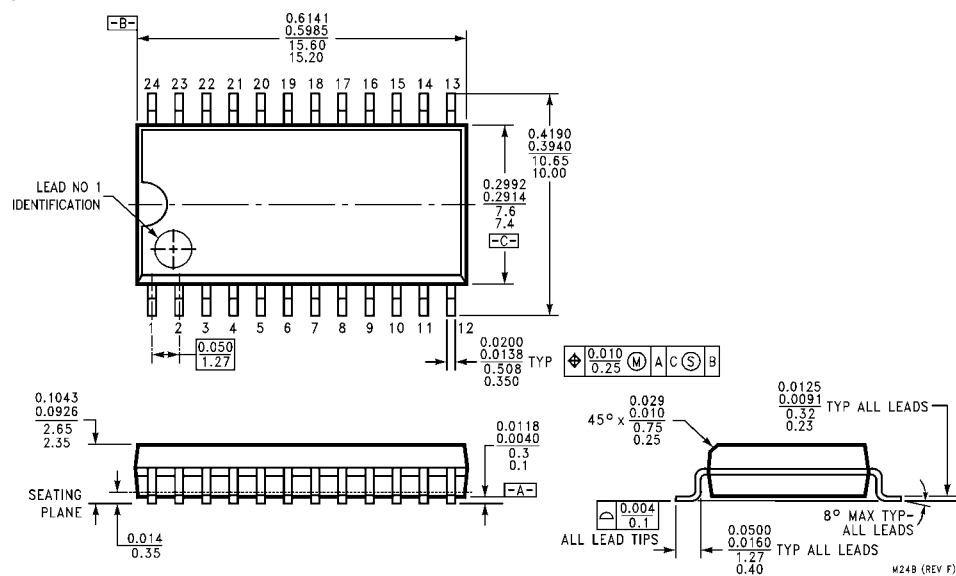 -B-
0.6141
0.5985
15.60
15.20
24 23 22 21 20 19 18 17 16 15 14 13
0.4190
0.3940
10.65
10.00
LEAD NO 1
IDENTIFICATION
0.2992
0.2914
7.6
7.4
-C-
1 2 3 4 5 6 7 8 9 10 11 12
0.050
1.27
0.0200
0.0138
0.508
0.350
TYP
⌖ 0.010 0.25 Ⓜ A C Ⓢ B
0.1043
0.0926
2.65
2.35
0.0118
0.0040
0.3
0.1
-A-
SEATING
PLANE
0.014
0.35
45° x
0.029
0.010
0.75
0.25
0.0125
0.0091
0.32
0.23
TYP ALL LEADS
0.004
0.1
ALL LEAD TIPS
0.0500
0.0160
1.27
0.40
TYP ALL LEADS
8° MAX TYP-
ALL LEADS
M24B (REV F)